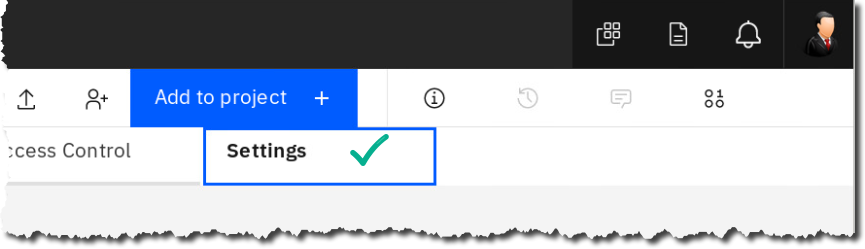 Add to project +
ccess Control
Settings